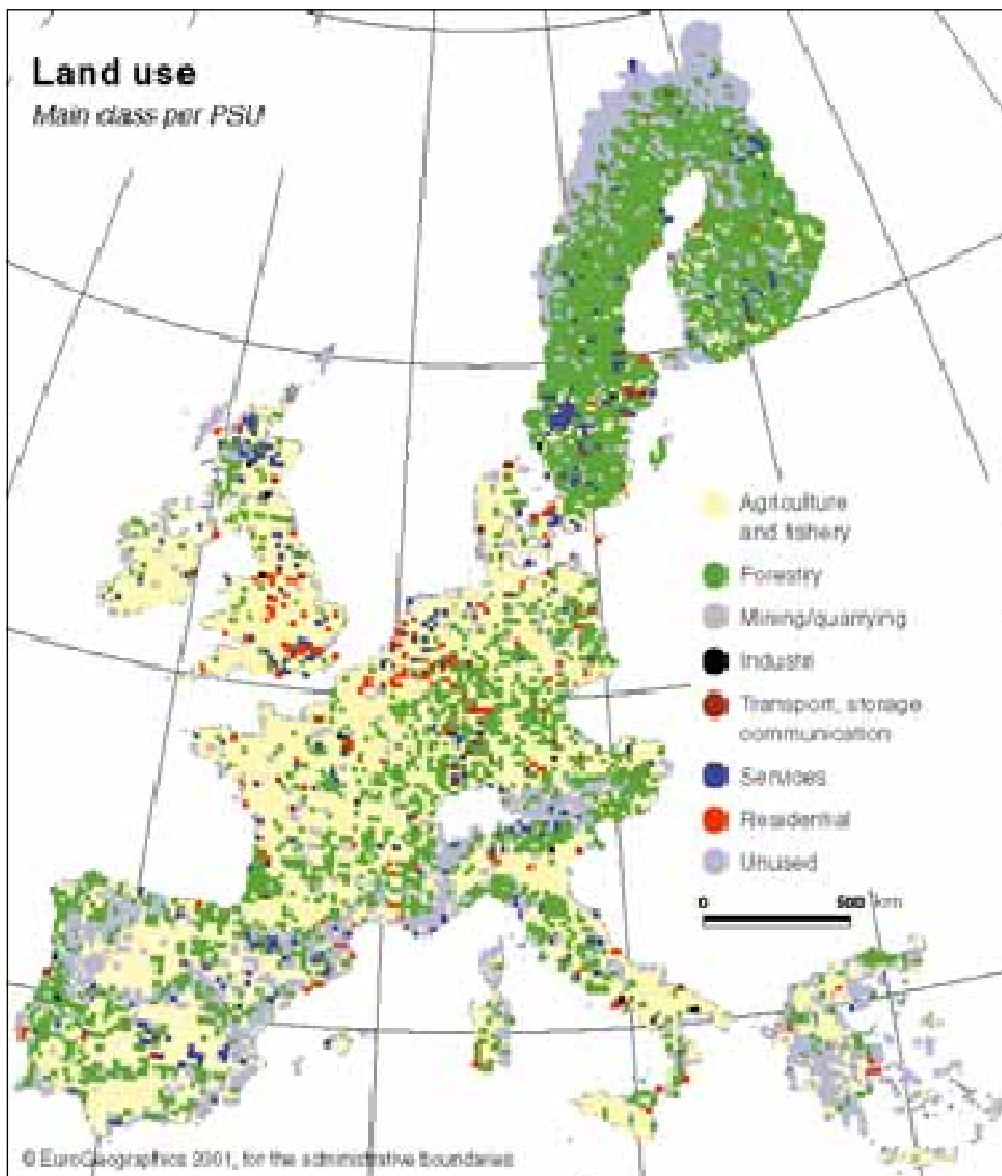 Land use
Main class per PSU
Agriculture
and fishery
Forestry
Mining/quarrying
Industri
Transport, storage
communication
Services
Residential
Unused
0 500 km
© EuroGeographics 2001, for the administrative boundaries